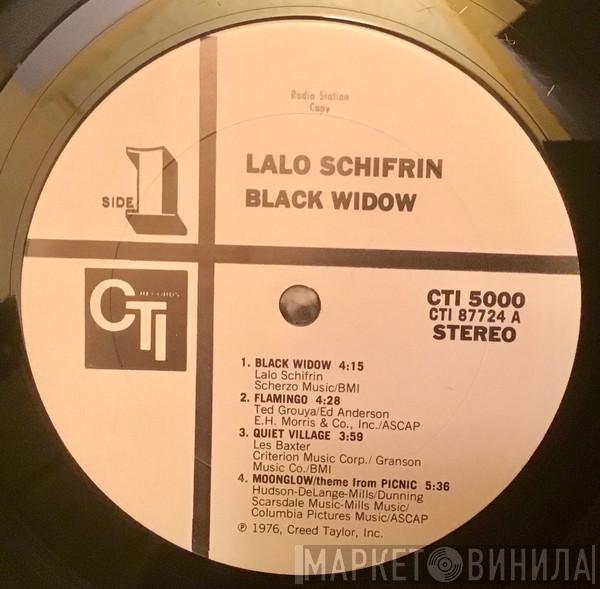 Radio Station
Copy
LALO SCHIFRIN
BLACK WIDOW
SIDE 1
RECORDS
CTI
CTI 5000
CTI 87724 A
STEREO
1. BLACK WIDOW 4:15
Lalo Schifrin
Scherzo Music/BMI
2. FLAMINGO 4:28
Ted Grouya/Ed Anderson
E.H. Morris & Co., Inc./ASCAP
3. QUIET VILLAGE 3:59
Les Baxter
Criterion Music Corp./ Granson
Music Co./BMI
4. MOONGLOW/theme from PICNIC 5:36
Hudson-DeLange-Mills/Dunning
Scarsdale Music-Mills Music/
Columbia Pictures Music/ASCAP
℗ 1976, Creed Taylor, Inc.
МАРКЕТ ВИНИЛА